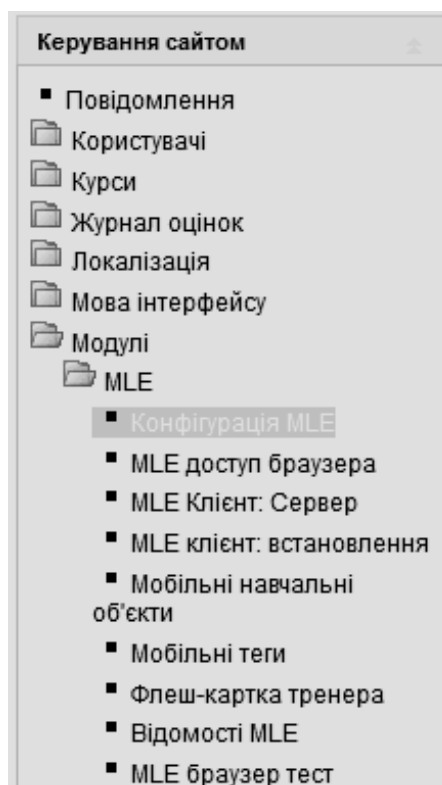 Керування сайтом
Повідомлення
Користувачі
Курси
Журнал оцінок
Локалізація
Мова інтерфейсу
Модулі
MLE
Конфігурація MLE
MLE доступ браузера
MLE Клієнт: Сервер
MLE клієнт: встановлення
Мобільні навчальні
об'єкти
Мобільні теги
Флеш-картка тренера
Відомості MLE
MLE браузер тест